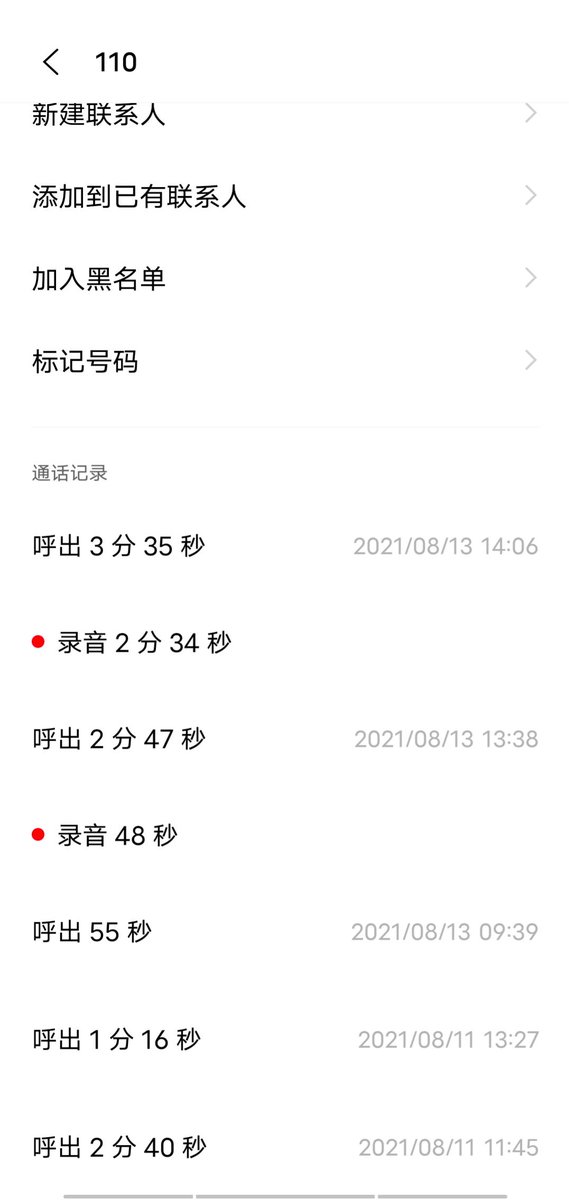 110
新建联系人
添加到已有联系人
加入黑名单
标记号码
通话记录
呼出 3 分 35 秒 2021/08/13 14:06
录音 2 分 34 秒
呼出 2 分 47 秒 2021/08/13 13:38
录音 48 秒
呼出 55 秒 2021/08/13 09:39
呼出 1 分 16 秒 2021/08/11 13:27
呼出 2 分 40 秒 2021/08/11 11:45